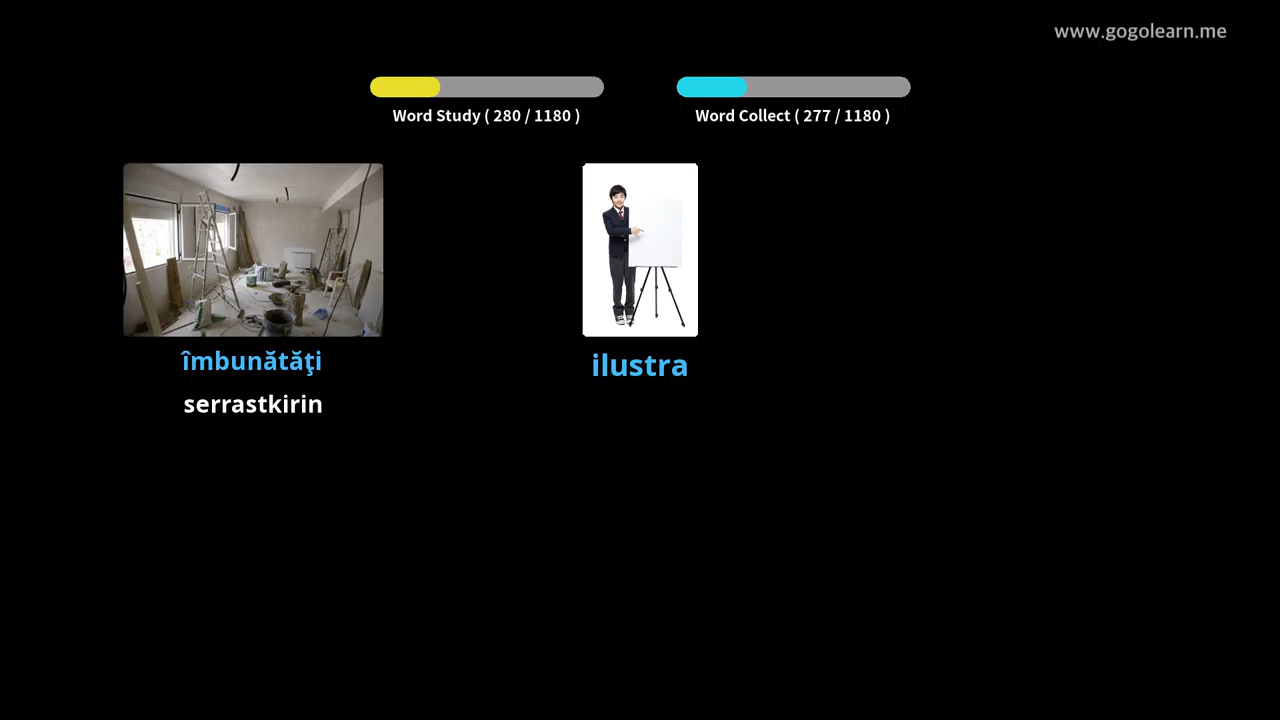 www.gogolearn.me
Word Study ( 280 / 1180 )
Word Collect ( 277 / 1180 )
îmbunătăţi
serrastkirin
ilustra